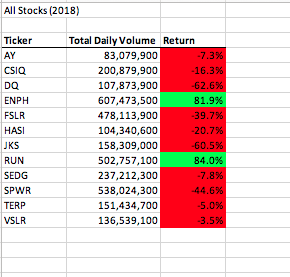 All Stocks (2018)
Ticker Total Daily Volume Return
AY 83,079,900 -7.3%
CSIQ 200,879,900 -16.3%
DQ 107,873,900 -62.6%
ENPH 607,473,500 81.9%
FSLR 478,113,900 -39.7%
HASI 104,340,600 -20.7%
JKS 158,309,000 -60.5%
RUN 502,757,100 84.0%
SEDG 237,212,300 -7.8%
SPWR 538,024,300 -44.6%
TERP 151,434,700 -5.0%
VSLR 136,539,100 -3.5%